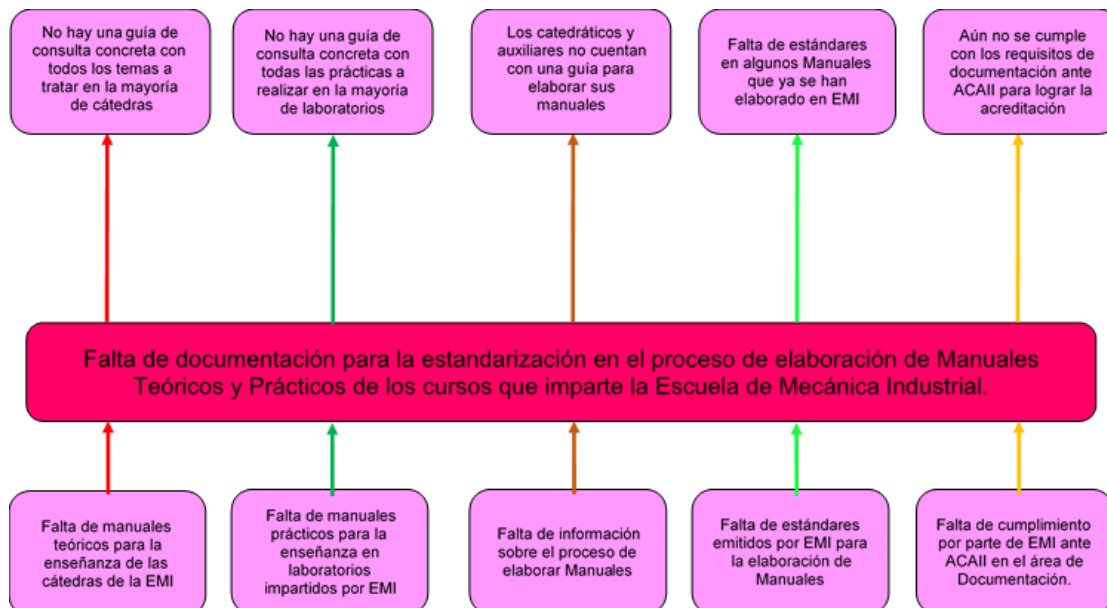 No hay una guía de
consulta concreta con
todos los temas a
tratar en la mayoría
de cátedras
No hay una guía de
consulta concreta con
todas las prácticas a
realizar en la mayoría
de laboratorios
Los catedráticos y
auxiliares no cuentan
con una guía para
elaborar sus
manuales
Falta de estándares
en algunos Manuales
que ya se han
elaborado en EMI
Aún no se cumple
con los requisitos de
documentación ante
ACAII para lograr la
acreditación
Falta de documentación para la estandarización en el proceso de elaboración de Manuales
Teóricos y Prácticos de los cursos que imparte la Escuela de Mecánica Industrial.
Falta de manuales
teóricos para la
enseñanza de las
cátedras de la EMI
Falta de manuales
prácticos para la
enseñanza en
laboratorios
impartidos por EMI
Falta de información
sobre el proceso de
elaborar Manuales
Falta de estándares
emitidos por EMI para
la elaboración de
Manuales
Falta de cumplimiento
por parte de EMI ante
ACAII en el área de
Documentación.